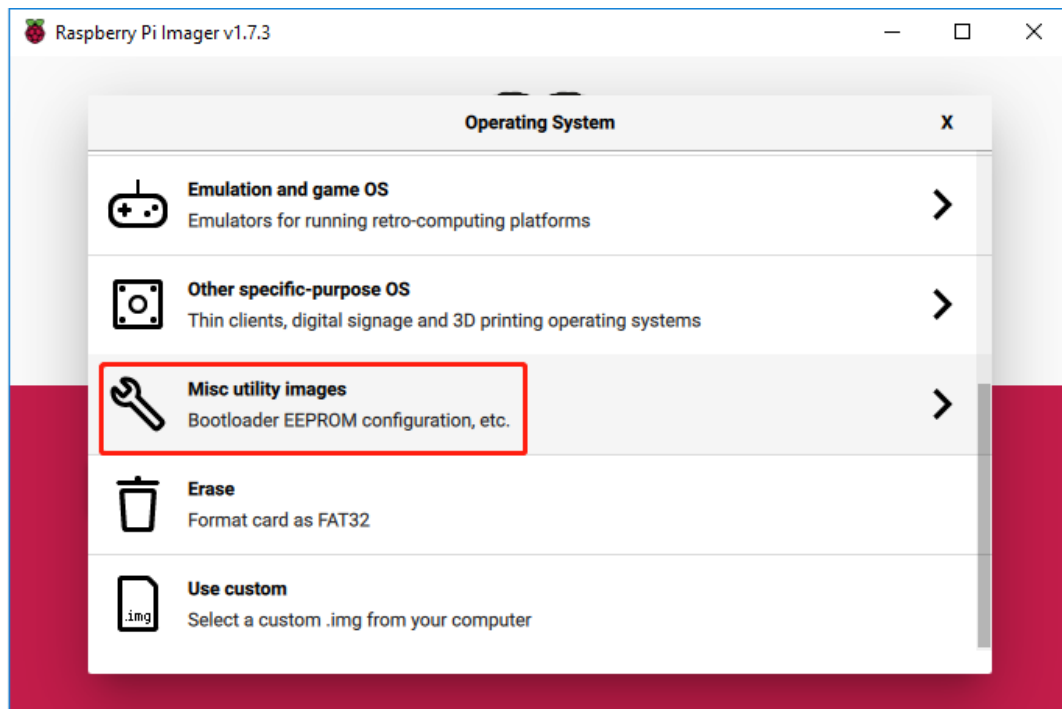 Raspberry Pi Imager v1.7.3
Operating System
X
Emulation and game OS
Emulators for running retro-computing platforms
Other specific-purpose OS
Thin clients, digital signage and 3D printing operating systems
Misc utility images
Bootloader EEPROM configuration, etc.
Erase
Format card as FAT32
Use custom
.img
Select a custom .img from your computer